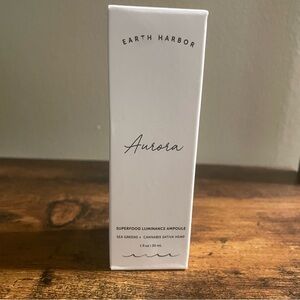 EARTH HARBOR
Aurora
SUPERFOOD LUMINANCE AMPOULE
SEA GREENS + CANNABIS SATIVA HEMP
1 fl oz | 30 mL